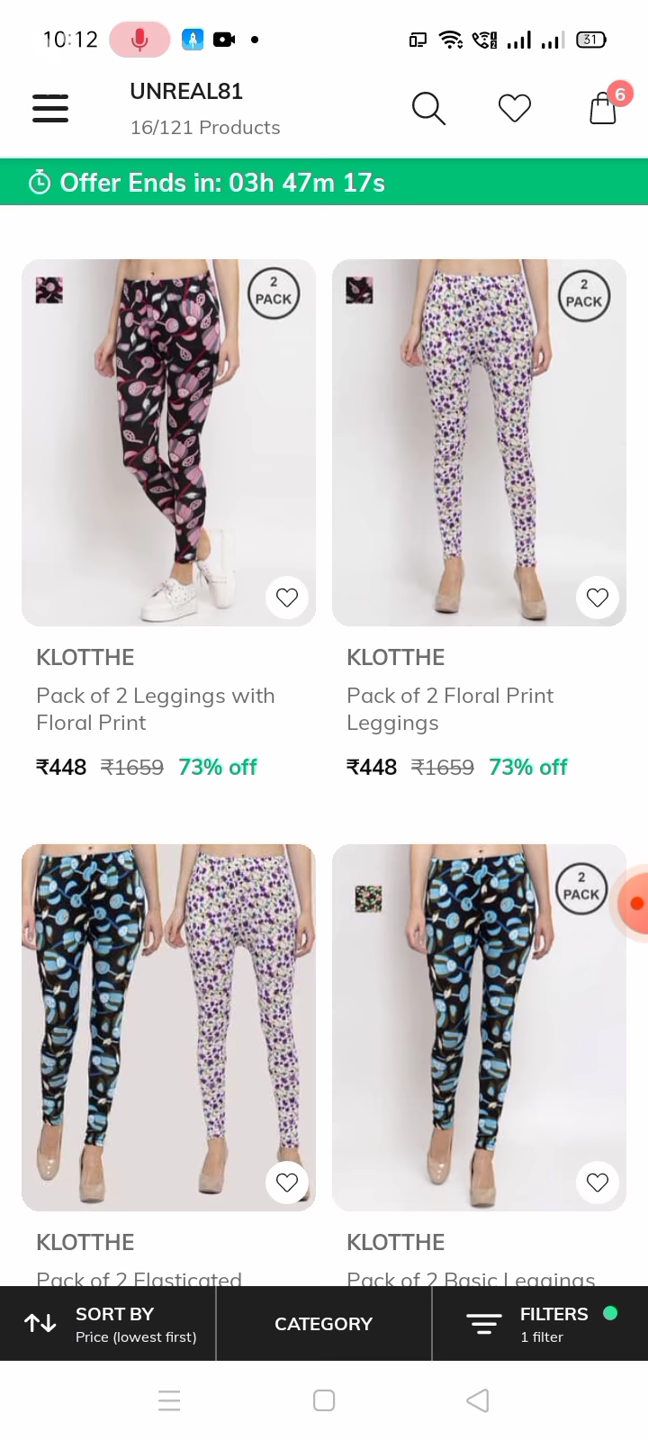 10:12
31
UNREAL81
16/121 Products
6
Offer Ends in: 03h 47m 17s
2
PACK
2
PACK
KLOTTHE
Pack of 2 Leggings with
Floral Print
₹448 ₹1659 73% off
KLOTTHE
Pack of 2 Floral Print
Leggings
₹448 ₹1659 73% off
2
PACK
KLOTTHE
Pack of 2 Elasticated
KLOTTHE
Pack of 2 Basic Leggings
SORT BY
Price (lowest first)
CATEGORY
FILTERS
1 filter